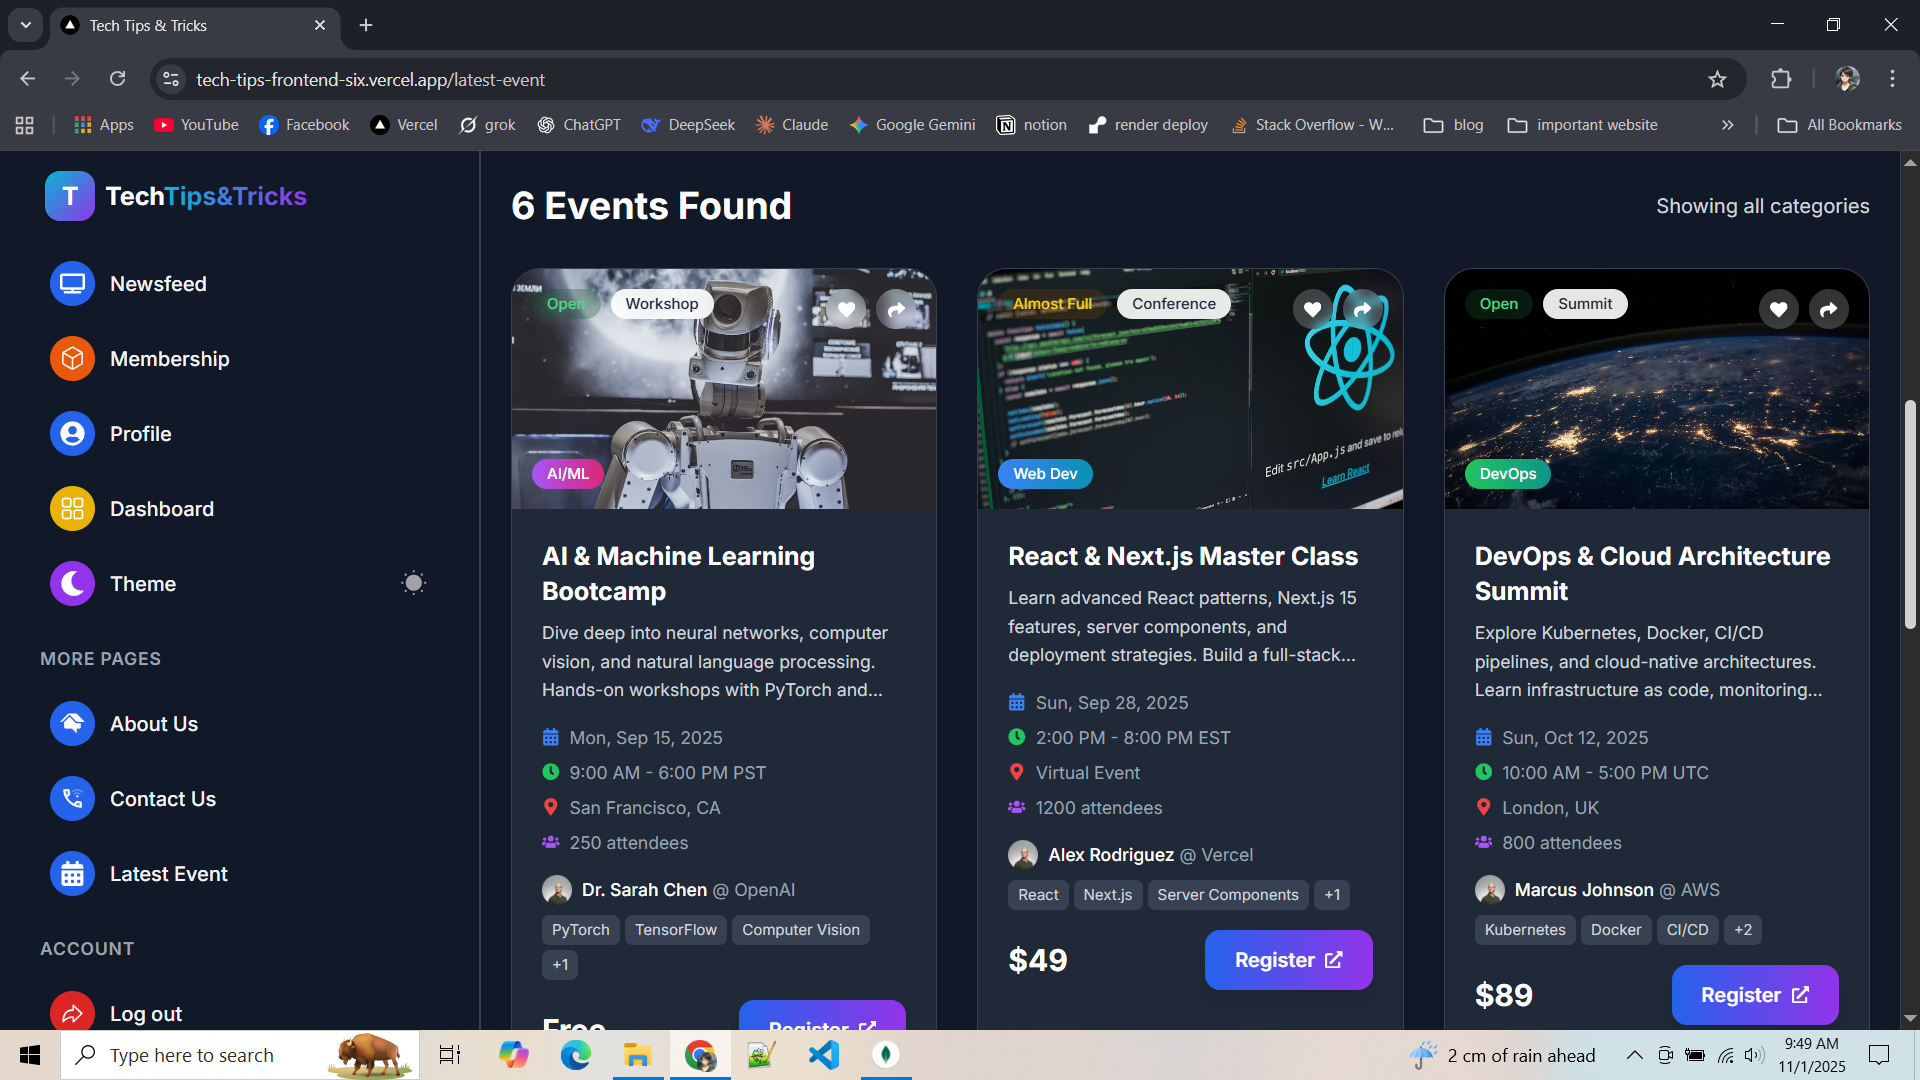 Tech Tips & Tricks
tech-tips-frontend-six.vercel.app/latest-event
Apps
YouTube
Facebook
Vercel
grok
ChatGPT
DeepSeek
Claude
Google Gemini
notion
render deploy
Stack Overflow - W...
blog
important website
All Bookmarks
T
TechTips&Tricks
Newsfeed
Membership
Profile
Dashboard
Theme
MORE PAGES
About Us
Contact Us
Latest Event
ACCOUNT
Log out
6 Events Found
Showing all categories
Open
Workshop
AI/ML
AI & Machine Learning
Bootcamp
Dive deep into neural networks, computer
vision, and natural language processing.
Hands-on workshops with PyTorch and...
Mon, Sep 15, 2025
9:00 AM - 6:00 PM PST
San Francisco, CA
250 attendees
Dr. Sarah Chen @ OpenAI
PyTorch
TensorFlow
Computer Vision
+1
Free
Register
Almost Full
Conference
Edit src/App.js and save to relo
Learn React
Web Dev
React & Next.js Master Class
Learn advanced React patterns, Next.js 15
features, server components, and
deployment strategies. Build a full-stack...
Sun, Sep 28, 2025
2:00 PM - 8:00 PM EST
Virtual Event
1200 attendees
Alex Rodriguez @ Vercel
React
Next.js
Server Components
+1
$49
Register
Open
Summit
DevOps
DevOps & Cloud Architecture
Summit
Explore Kubernetes, Docker, CI/CD
pipelines, and cloud-native architectures.
Learn infrastructure as code, monitoring...
Sun, Oct 12, 2025
10:00 AM - 5:00 PM UTC
London, UK
800 attendees
Marcus Johnson @ AWS
Kubernetes
Docker
CI/CD
+2
$89
Register
Type here to search
2 cm of rain ahead
9:49 AM
11/1/2025